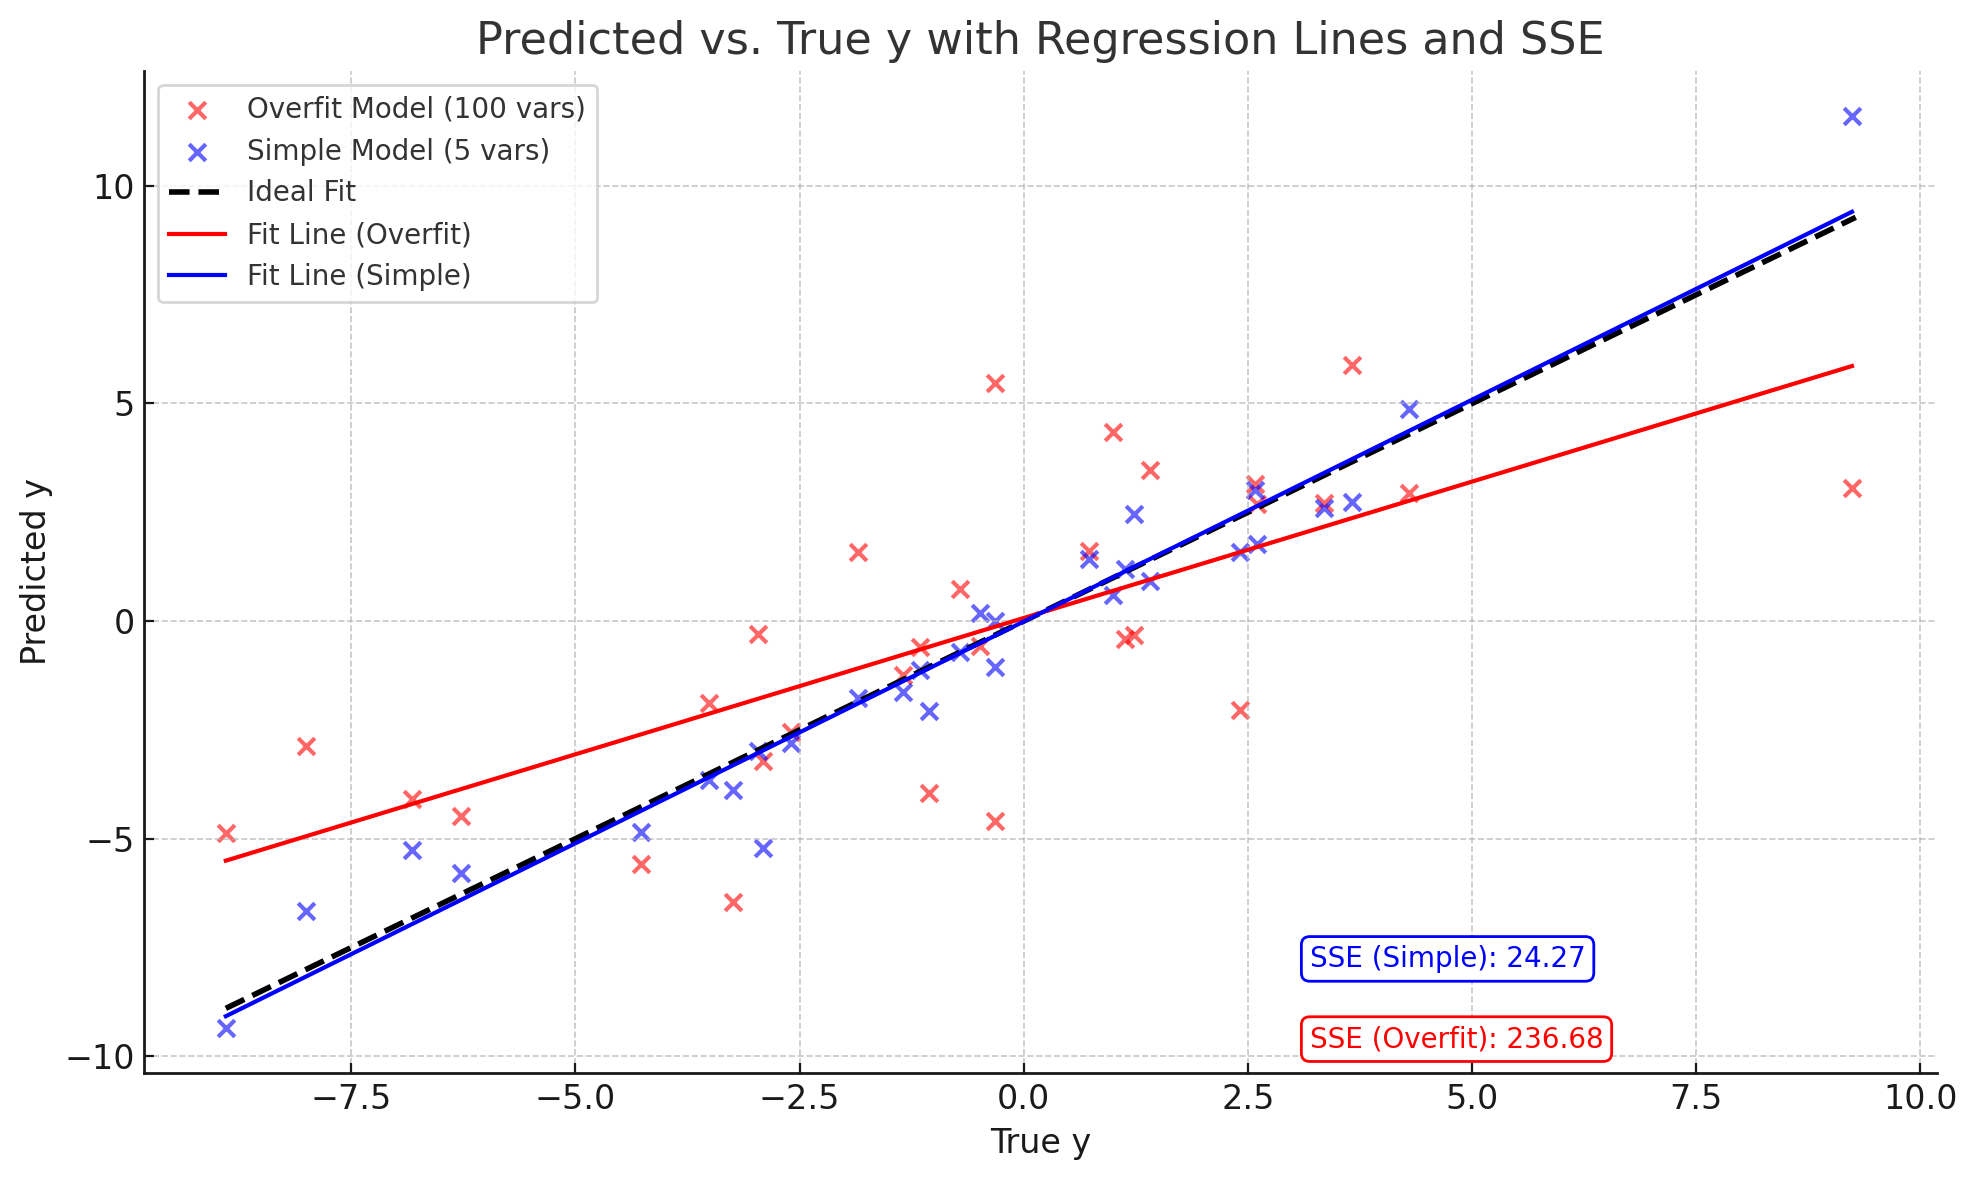 Predicted vs. True y with Regression Lines and SSE
Overfit Model (100 vars)
Simple Model (5 vars)
Ideal Fit
Fit Line (Overfit)
Fit Line (Simple)
10
5
0
−5
−10
Predicted y
SSE (Simple): 24.27
SSE (Overfit): 236.68
−7.5 −5.0 −2.5 0.0 2.5 5.0 7.5 10.0
True y